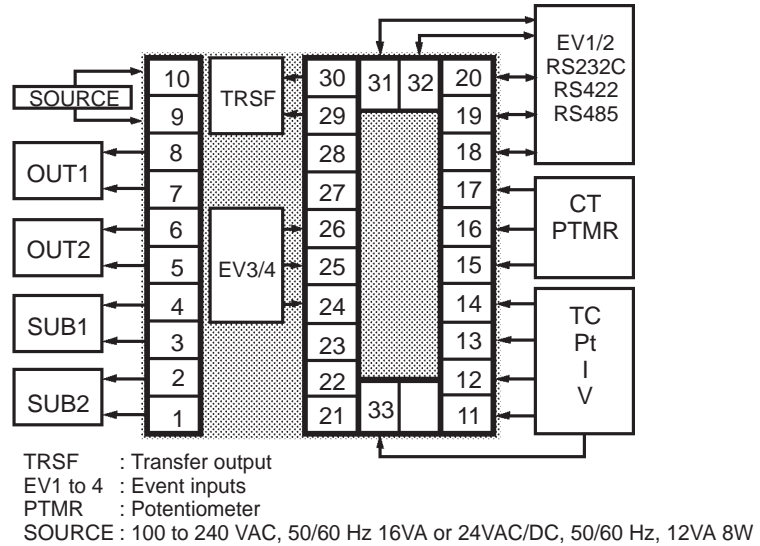 SOURCE
OUT1
OUT2
SUB1
SUB2
10
9
8
7
6
5
4
3
2
1
TRSF
EV3/4
30
29
28
27
26
25
24
23
22
21
31 32
33
20
19
18
17
16
15
14
13
12
11
EV1/2
RS232C
RS422
RS485
CT
PTMR
TC
Pt
I
V
TRSF : Transfer output
EV1 to 4 : Event inputs
PTMR : Potentiometer
SOURCE : 100 to 240 VAC, 50/60 Hz 16VA or 24VAC/DC, 50/60 Hz, 12VA 8W